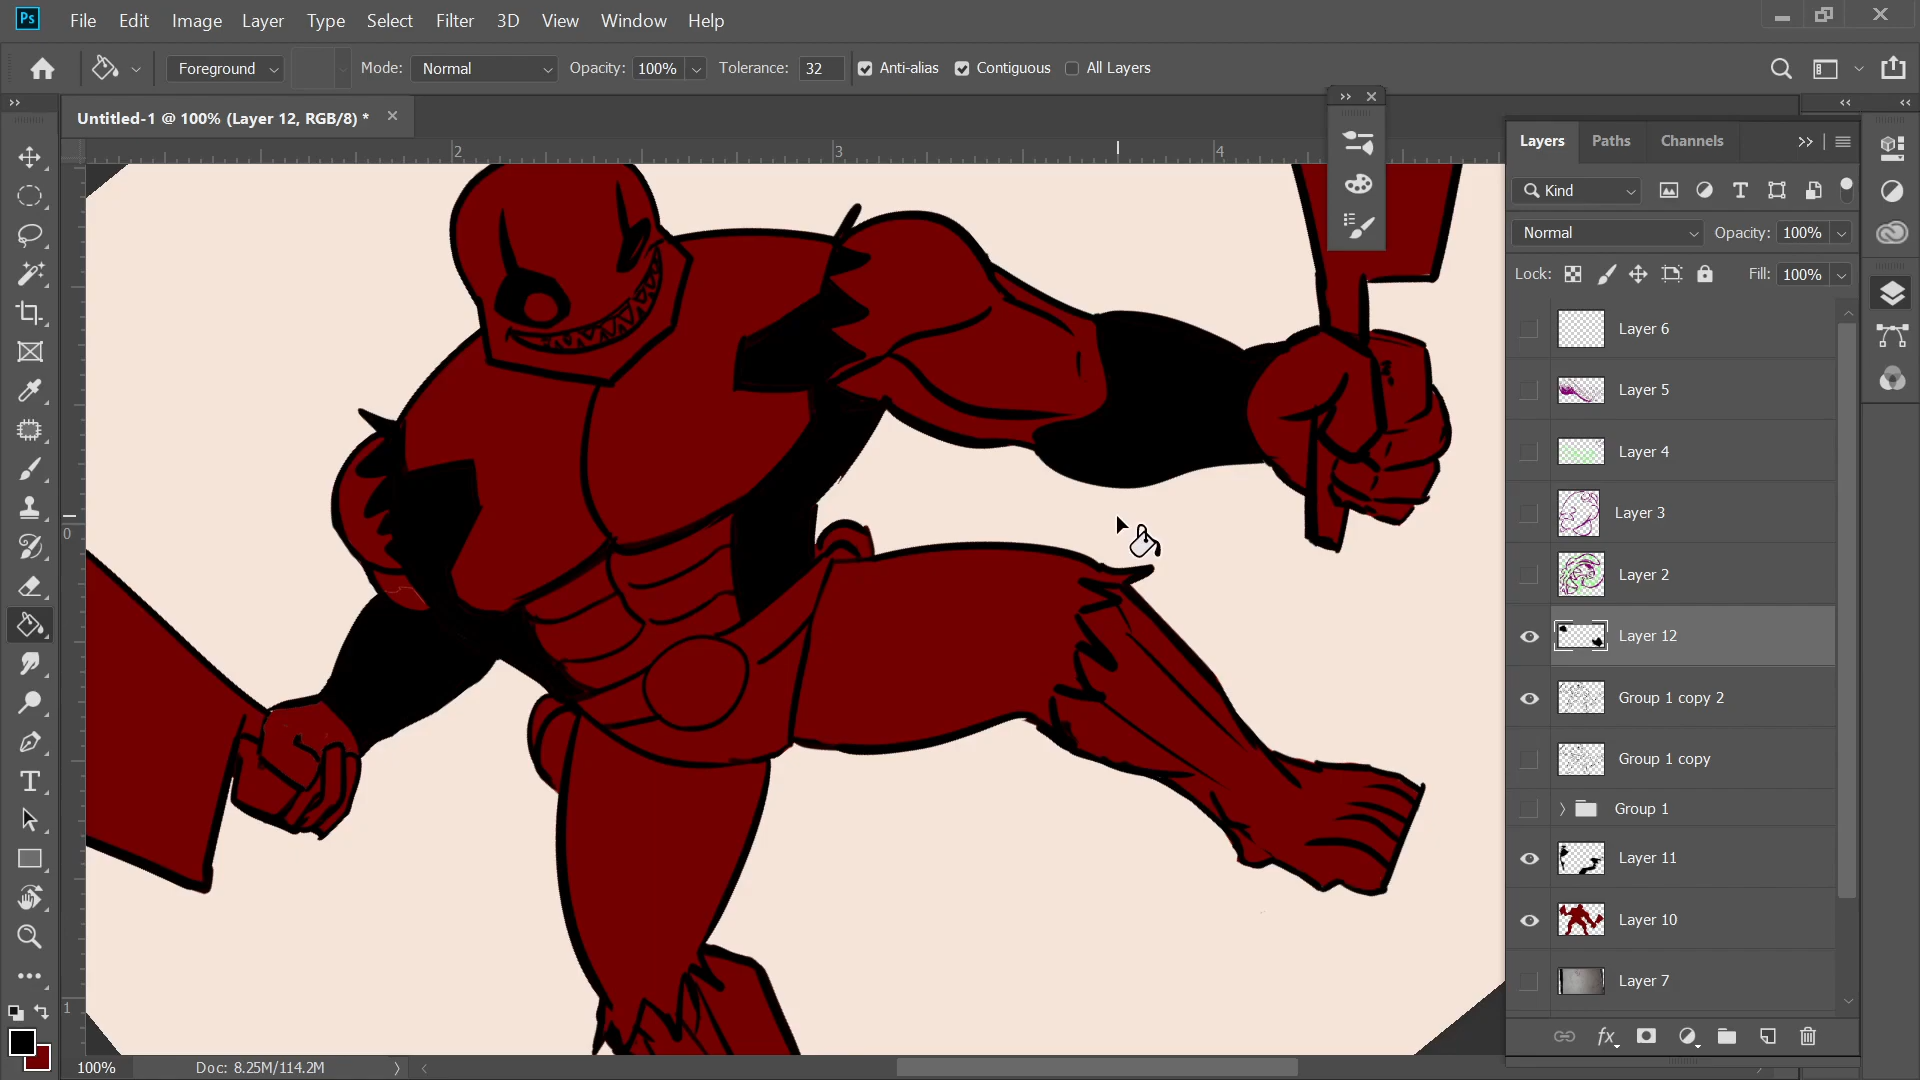 Ps File Edit Image Layer Type Select Filter 3D View Window Help
Foreground Mode: Normal Opacity: 100% Tolerance: 32 Anti-alias Contiguous All Layers
Untitled-1 @ 100% (Layer 12, RGB/8) *
2 3 4
0
1
Layers Paths Channels
Kind
Normal Opacity: 100%
Lock: Fill: 100%
Layer 6
Layer 5
Layer 4
Layer 3
Layer 2
Layer 12
Group 1 copy 2
Group 1 copy
Group 1
Layer 11
Layer 10
Layer 7
fx
100% Doc: 8.25M/114.2M